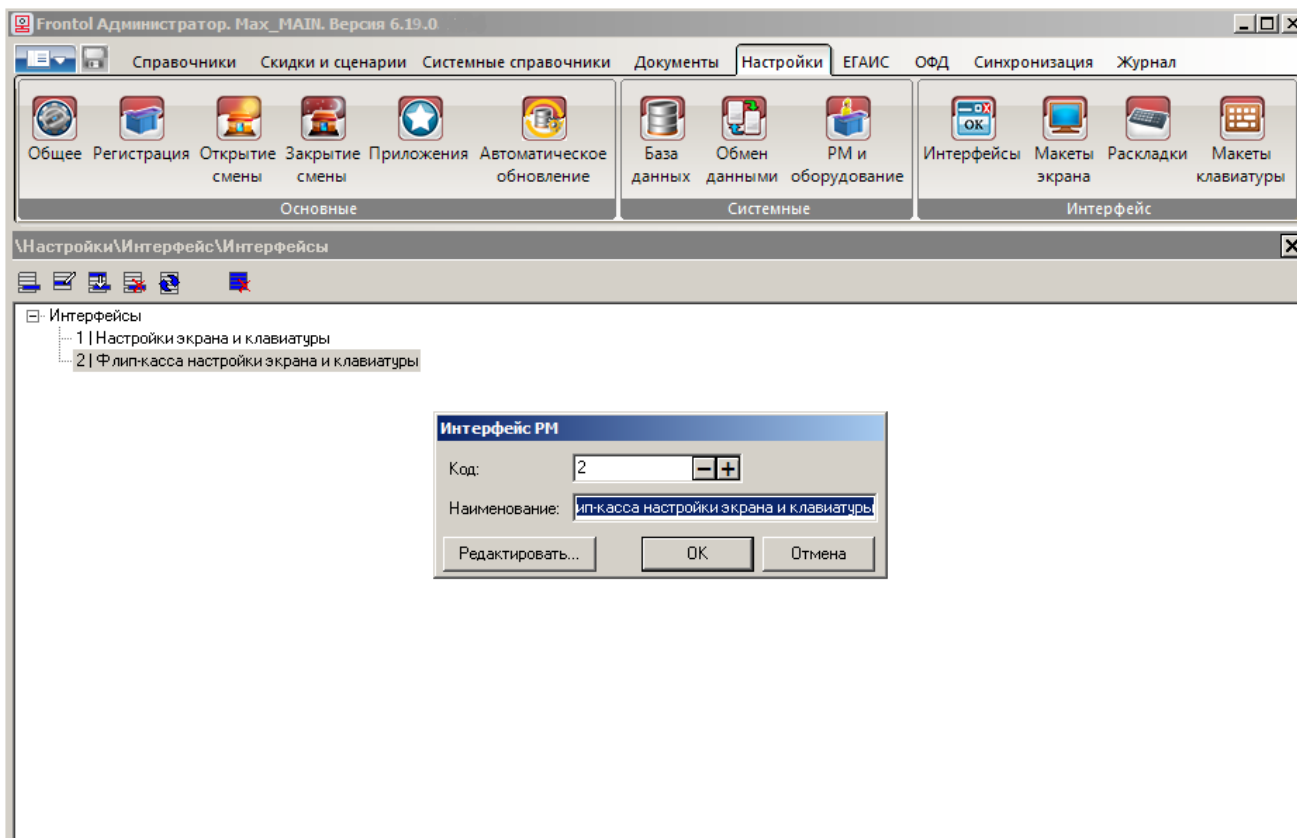 Frontol Администратор. Max_MAIN. Версия 6.19.0
Справочники Скидки и сценарии Системные справочники Документы Настройки ЕГАИС ОФД Синхронизация Журнал
Общее Регистрация Открытие смены Закрытие смены Приложения Автоматическое обновление База данных Обмен данными РМ и оборудование OK Интерфейсы Макеты экрана Раскладки Макеты клавиатуры
Основные Системные Интерфейс
\Настройки\Интерфейс\Интерфейсы
Интерфейсы
1 | Настройки экрана и клавиатуры
2 | Флип-касса настройки экрана и клавиатуры
Интерфейс РМ
Код: 2
Наименование: ип-касса настройки экрана и клавиатуры
Редактировать... OK Отмена